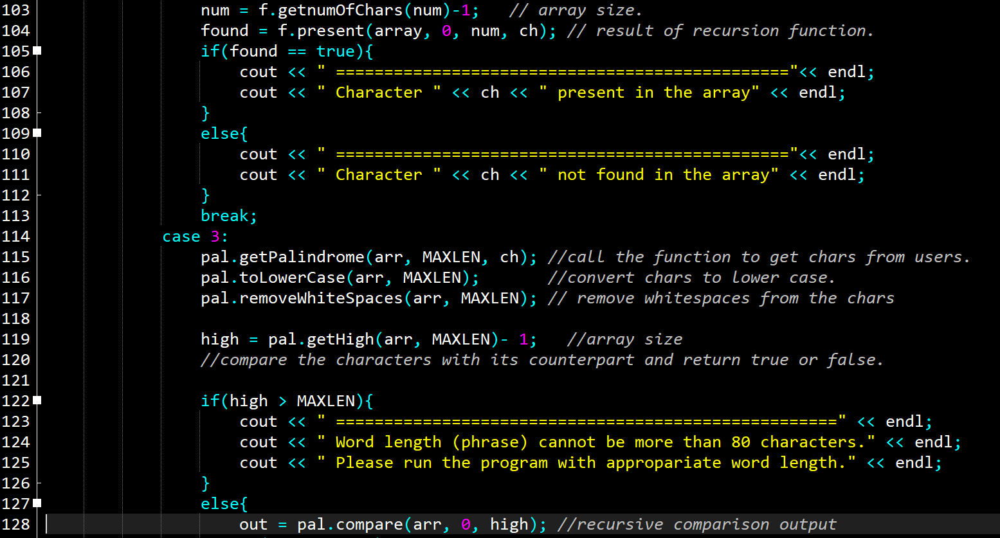 103 num = f.getnumOfChars(num)-1;   // array size.
104 found = f.present(array, 0, num, ch); // result of recursion function.
105 if(found == true){
106 cout << " ==============================================="<< endl;
107 cout << " Character " << ch << " present in the array" << endl;
108 }
109 else{
110 cout << " ==============================================="<< endl;
111 cout << " Character " << ch << " not found in the array" << endl;
112 }
113 break;
114 case 3:
115 pal.getPalindrome(arr, MAXLEN, ch); //call the function to get chars from users.
116 pal.toLowerCase(arr, MAXLEN);       //convert chars to lower case.
117 pal.removeWhiteSpaces(arr, MAXLEN); // remove whitespaces from the chars
118
119 high = pal.getHigh(arr, MAXLEN)- 1;   //array size
120 //compare the characters with its counterpart and return true or false.
121
122 if(high > MAXLEN){
123 cout << " ====================================================" << endl;
124 cout << " Word length (phrase) cannot be more than 80 characters." << endl;
125 cout << " Please run the program with appropariate word length." << endl;
126 }
127 else{
128 out = pal.compare(arr, 0, high); //recursive comparison output